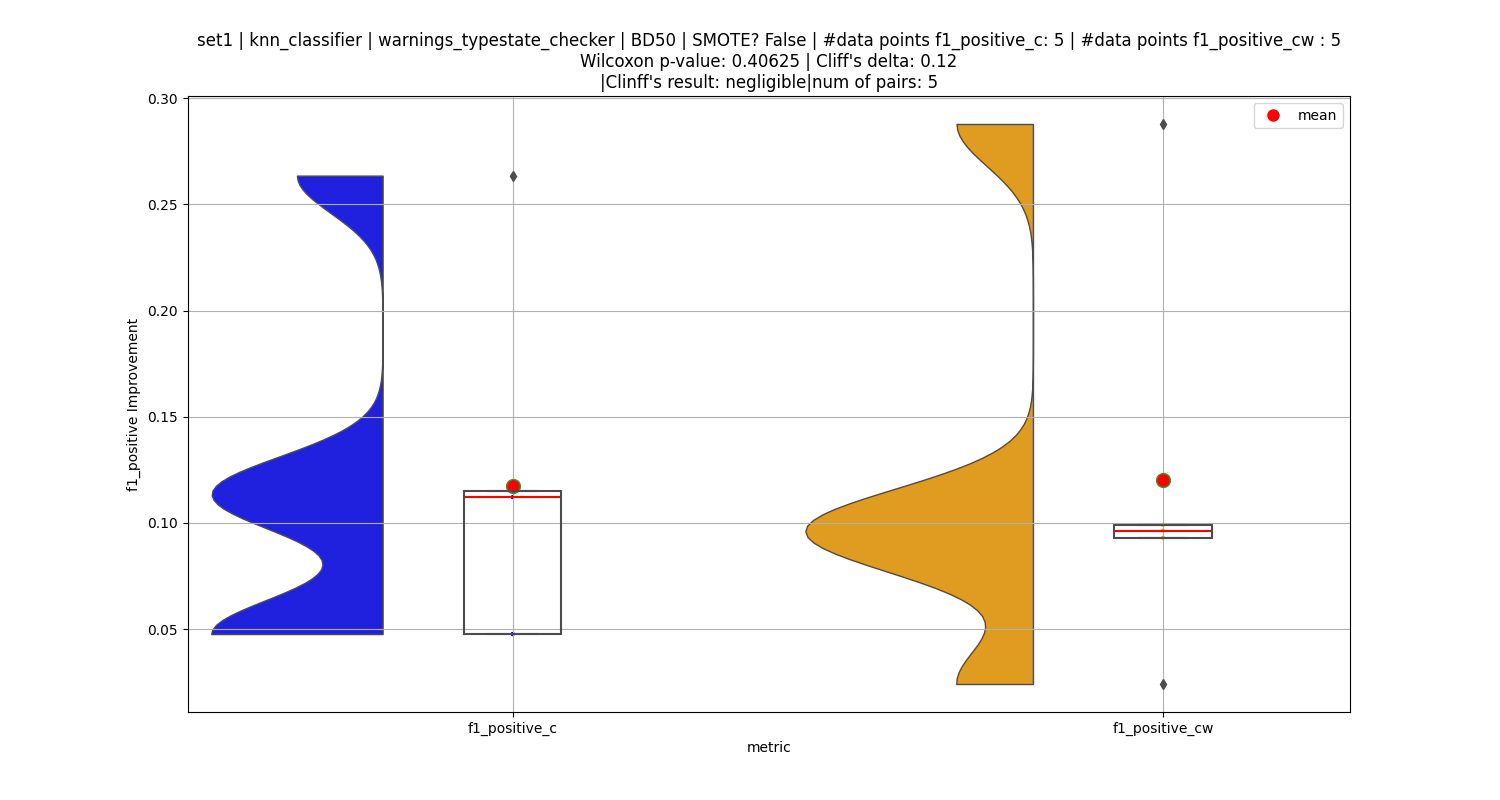 set1 | knn_classifier | warnings_typestate_checker | BD50 | SMOTE? False | #data points f1_positive_c: 5 | #data points f1_positive_cw : 5
Wilcoxon p-value: 0.40625 | Cliff's delta: 0.12
|Clinff's result: negligible|num of pairs: 5
mean
0.30
0.25
0.20
0.15
0.10
0.05
f1_positive Improvement
f1_positive_c
f1_positive_cw
metric